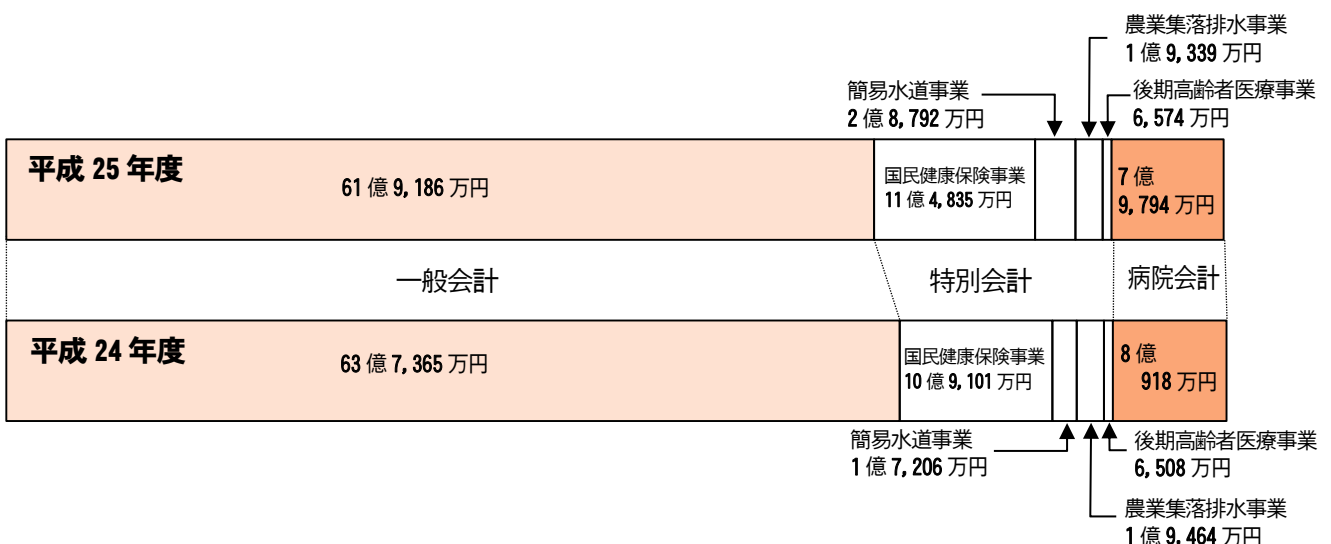 農業集落排水事業
1億9,339万円
簡易水道事業
2億8,792万円
後期高齢者医療事業
6,574万円
平成25年度
61億9,186万円
国民健康保険事業
11億4,835万円
7億
9,794万円
一般会計
特別会計
病院会計
平成24年度
63億7,365万円
国民健康保険事業
10億9,101万円
8億
918万円
簡易水道事業
1億7,206万円
後期高齢者医療事業
6,508万円
農業集落排水事業
1億9,464万円